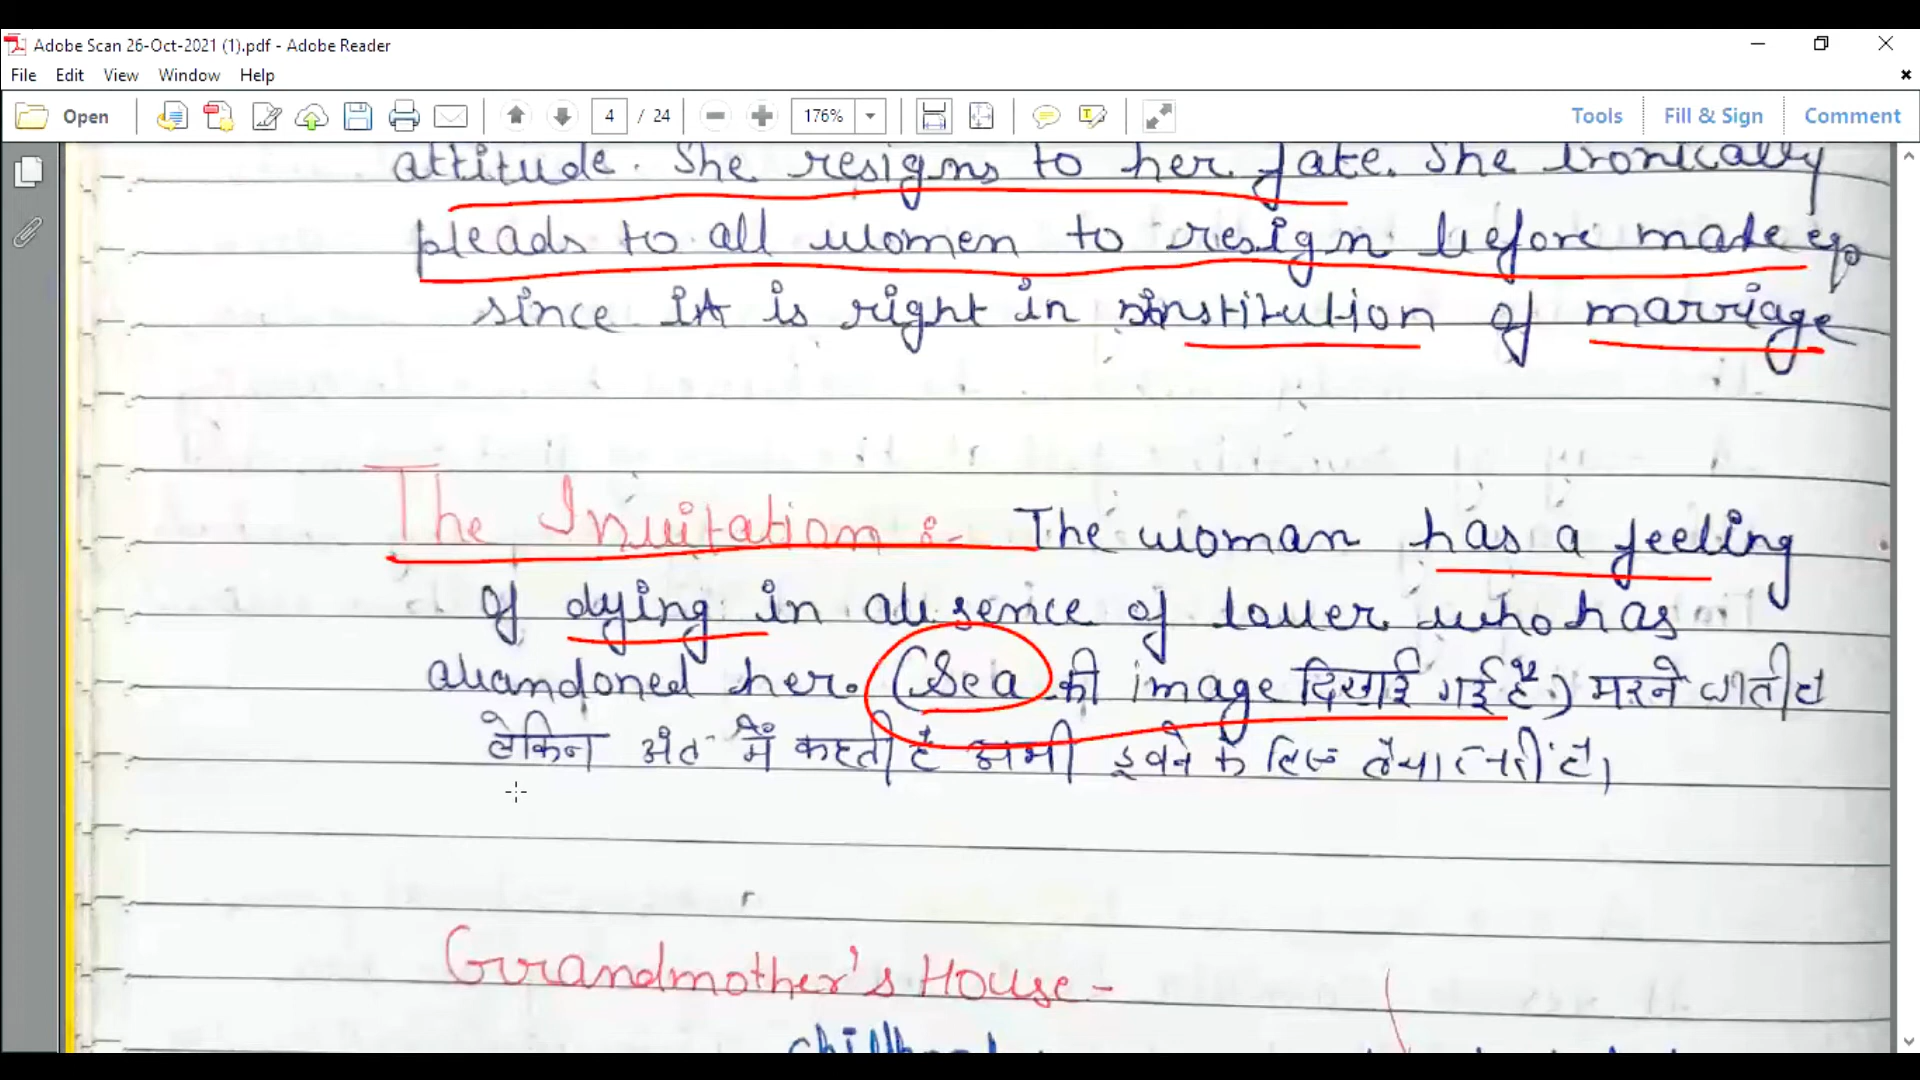 Adobe Scan 26-Oct-2021 (1).pdf - Adobe Reader
File Edit View Window Help
Open 4 / 24 176% Tools Fill & Sign Comment
attitude. She resigns to her fate. She ironically
pleads to all women to resign before made up
since it is right in institution of marriage
The Invitation :- The woman has a feeling
of dying in absence of lover who has
abandoned her. (Sea की image दिखाई गई है) मरने
लेकिन अंत में कहती है अभी डूबने के लिए तैयार नहीं है।
Grandmother's House -